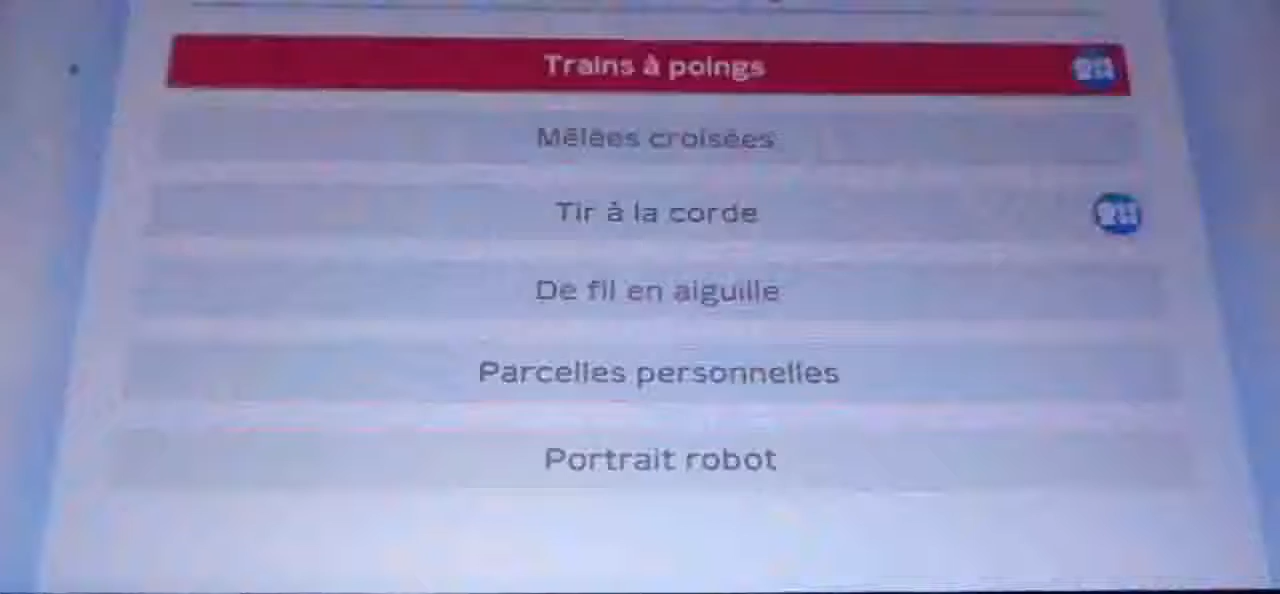 Trains à poings
Mêlées croisées
Tir à la corde
De fil en aiguille
Parcelles personnelles
Portrait robot